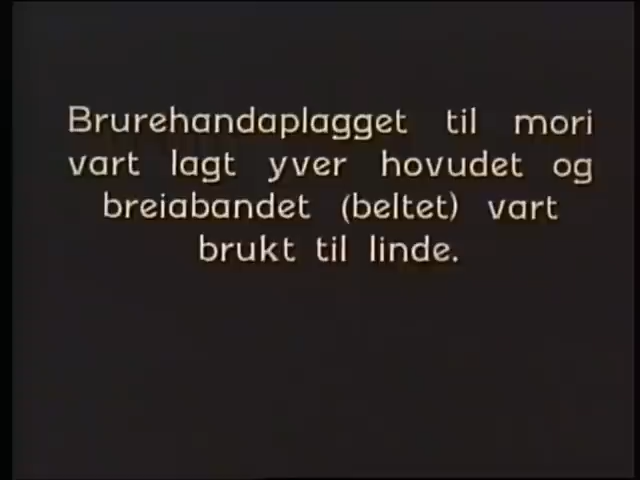 Brurehandaplagget til mori
vart lagt yver hovudet og
breiabandet (beltet) vart
brukt til linde.